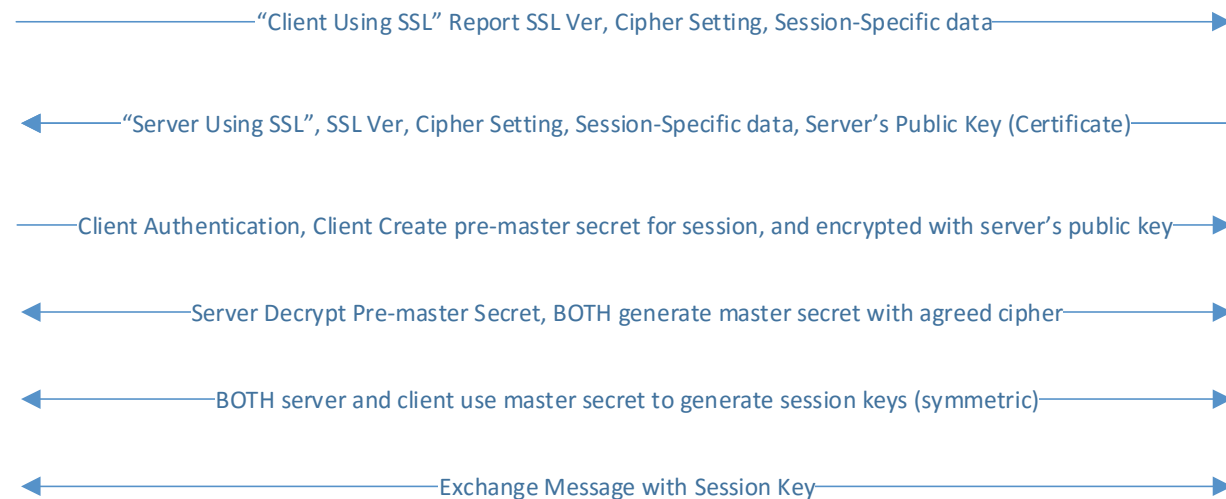 “Client Using SSL” Report SSL Ver, Cipher Setting, Session-Specific data
“Server Using SSL”, SSL Ver, Cipher Setting, Session-Specific data, Server’s Public Key (Certificate)
Client Authentication, Client Create pre-master secret for session, and encrypted with server’s public key
Server Decrypt Pre-master Secret, BOTH generate master secret with agreed cipher
BOTH server and client use master secret to generate session keys (symmetric)
Exchange Message with Session Key